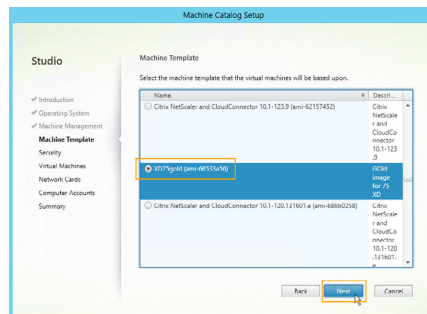 Machine Catalog Setup
Studio
Machine Template
Select the machine template that the virtual machines will be based upon.
Introduction
Operating System
Machine Management
Machine Template
Security
Virtual Machines
Network Cards
Computer Accounts
Summary
Name
Descri...
Citrix NetScaler and CloudConnector 10.1-123.9 (ami-62157452)
Citrix
NetScale
r and
CloudCo
nnector
10.1-123
.9
XD75gold (ami-66533a56)
GOld
image
for 75
XD
Citrix NetScaler and CloudConnector 10.1-120.131601.e (ami-b86b0258)
Citrix
NetScale
r and
CloudCo
nnector
10.1-120
.131601.
Back
Next
Cancel